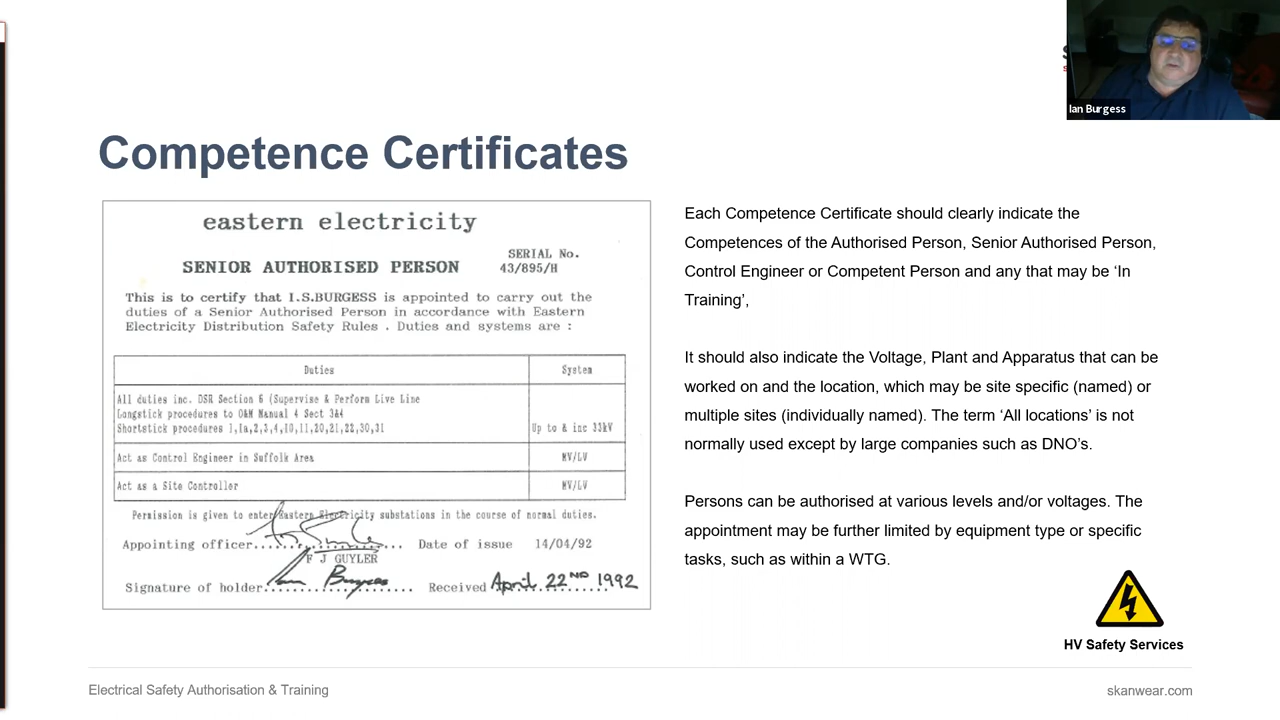 Ian Burgess
Competence Certificates
eastern electricity
SERIAL No.
SENIOR AUTHORISED PERSON 43/895/H
This is to certify that I.S.BURGESS is appointed to carry out the
duties of a Senior Authorised Person in accordance with Eastern
Electricity Distribution Safety Rules . Duties and systems are :
Duties System
All duties inc. DSR Section 6 (Supervise & Perform Live Line
Longstick procedures to O&M Manual 4 Sect 3&4
Shortstick procedures 1,1a,2,3,4,10,11,20,21,22,30,31 Up to & inc 33kV
Act as Control Engineer in Suffolk Area HV/LV
Act as a Site Controller HV/LV
Permission is given to enter Eastern Electricity substations in the course of normal duties.
Appointing officer.................... Date of issue 14/04/92
F J GUYLER
Signature of holder Ian Burgess Received April 22ND 1992
Each Competence Certificate should clearly indicate the
Competences of the Authorised Person, Senior Authorised Person,
Control Engineer or Competent Person and any that may be ‘In
Training’,
It should also indicate the Voltage, Plant and Apparatus that can be
worked on and the location, which may be site specific (named) or
multiple sites (individually named). The term ‘All locations’ is not
normally used except by large companies such as DNO’s.
Persons can be authorised at various levels and/or voltages. The
appointment may be further limited by equipment type or specific
tasks, such as within a WTG.
HV Safety Services
Electrical Safety Authorisation & Training
skanwear.com